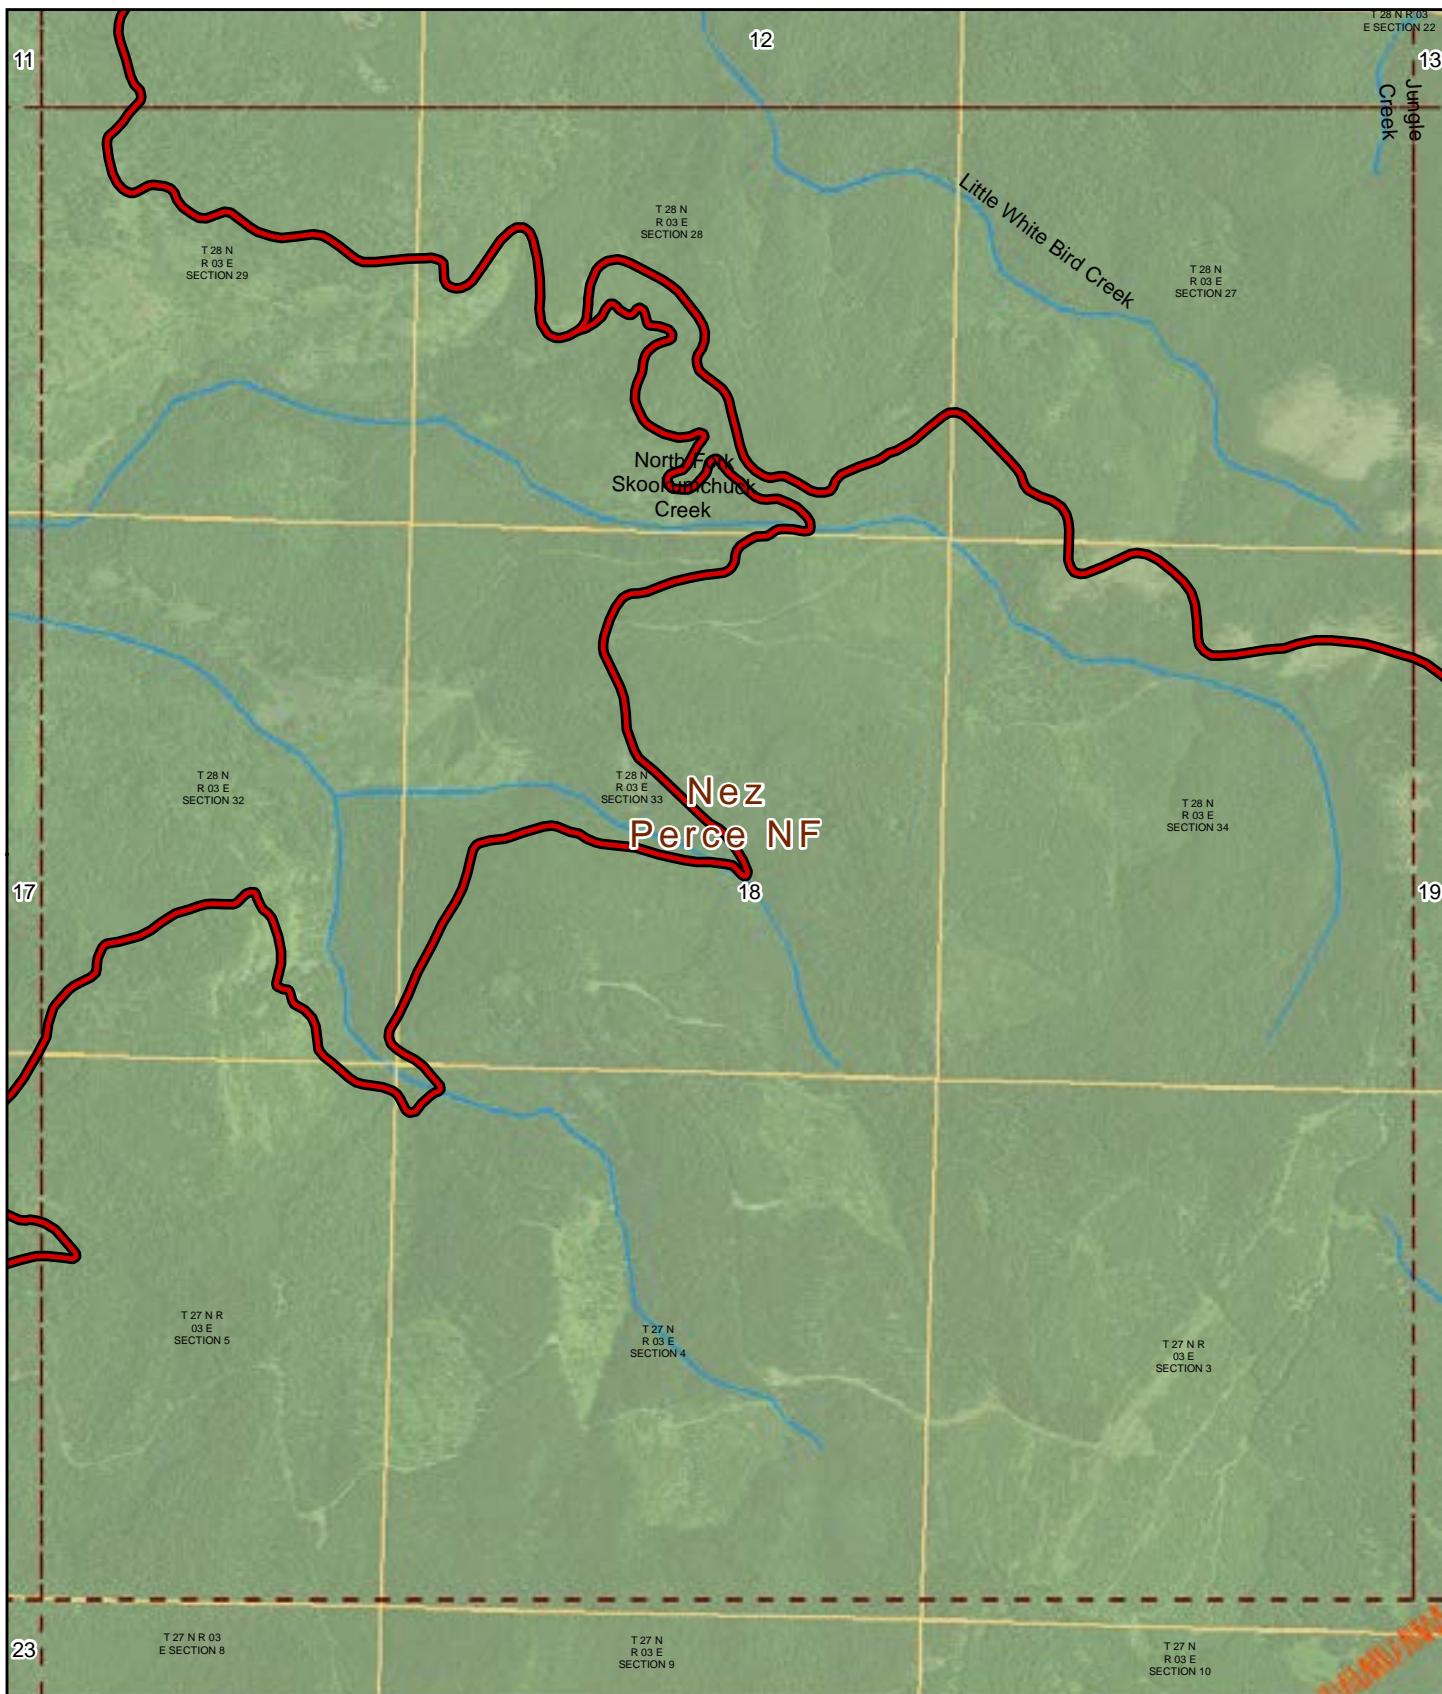 T 28 N R 03
E SECTION 22
11
12
13
Jungle
Creek
Little White Bird Creek
T 28 N
R 03 E
SECTION 28
T 28 N
R 03 E
SECTION 29
T 28 N
R 03 E
SECTION 27
North Fork
Skookumchuck
Creek
T 28 N
R 03 E
SECTION 32
T 28 N
R 03 E
SECTION 33
Nez
Perce NF
T 28 N
R 03 E
SECTION 34
17
18
19
T 27 N R
03 E
SECTION 5
T 27 N
R 03 E
SECTION 4
T 27 N R
03 E
SECTION 3
23
T 27 N R 03
E SECTION 8
T 27 N
R 03 E
SECTION 9
T 27 N
R 03 E
SECTION 10